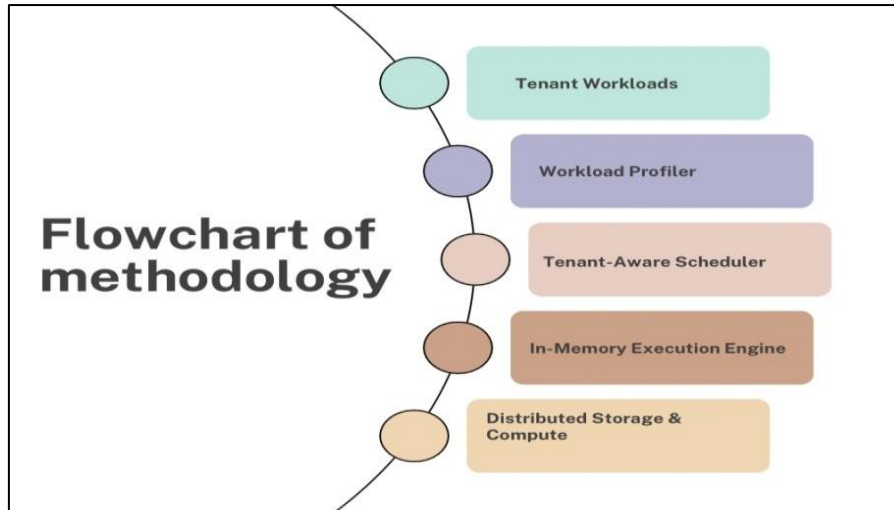 Flowchart of
methodology
Tenant Workloads
Workload Profiler
Tenant-Aware Scheduler
In-Memory Execution Engine
Distributed Storage &
Compute